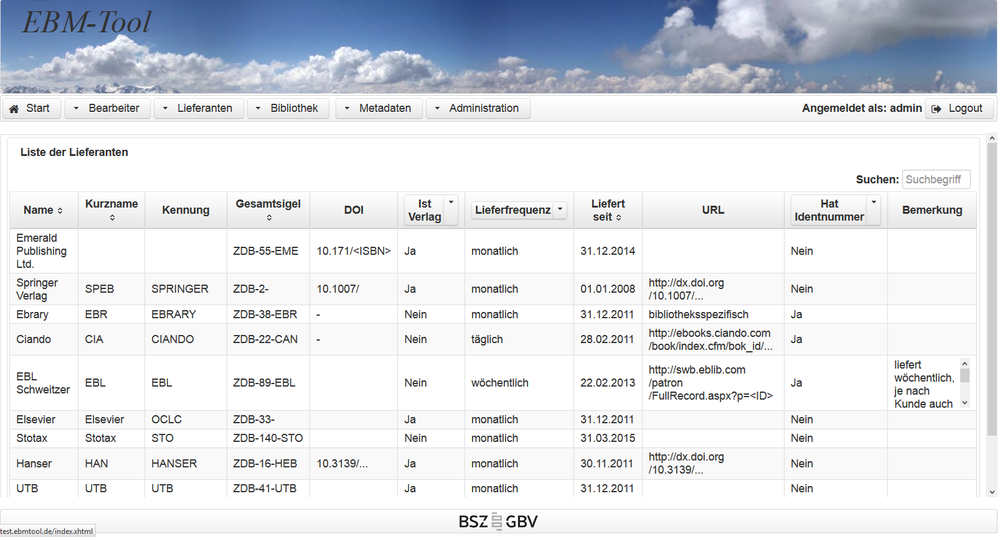 EBM-Tool
Start Bearbeiter Lieferanten Bibliothek Metadaten Administration Angemeldet als: admin Logout
Liste der Lieferanten
Suchen: Suchbegriff
Name Kurzname Kennung Gesamtsigel DOI Ist Verlag Lieferfrequenz Liefert seit URL Hat Identnummer Bemerkung
Emerald Publishing Ltd. ZDB-55-EME 10.171/<ISBN> Ja monatlich 31.12.2014 Nein
Springer Verlag SPEB SPRINGER ZDB-2- 10.1007/ Ja monatlich 01.01.2008 http://dx.doi.org/10.1007/... Nein
Ebrary EBR EBRARY ZDB-38-EBR - Nein monatlich 31.12.2011 bibliotheksspezifisch Ja
Ciando CIA CIANDO ZDB-22-CAN - Nein täglich 28.02.2011 http://ebooks.ciando.com/book/index.cfm/bok_id/... Ja
EBL Schweitzer EBL EBL ZDB-89-EBL Nein wöchentlich 22.02.2013 http://swb.eblib.com/patron/FullRecord.aspx?p=<ID> Ja liefert wöchentlich, je nach Kunde auch
Elsevier Elsevier OCLC ZDB-33- Ja monatlich 31.12.2011 Nein
Stotax Stotax STO ZDB-140-STO Nein monatlich 31.03.2015 Nein
Hanser HAN HANSER ZDB-16-HEB 10.3139/... Ja monatlich 30.11.2011 http://dx.doi.org/10.3139/... Nein
UTB UTB UTB ZDB-41-UTB Ja monatlich 31.12.2011 Nein
BSZ GBV
test.ebmtool.de/index.xhtml